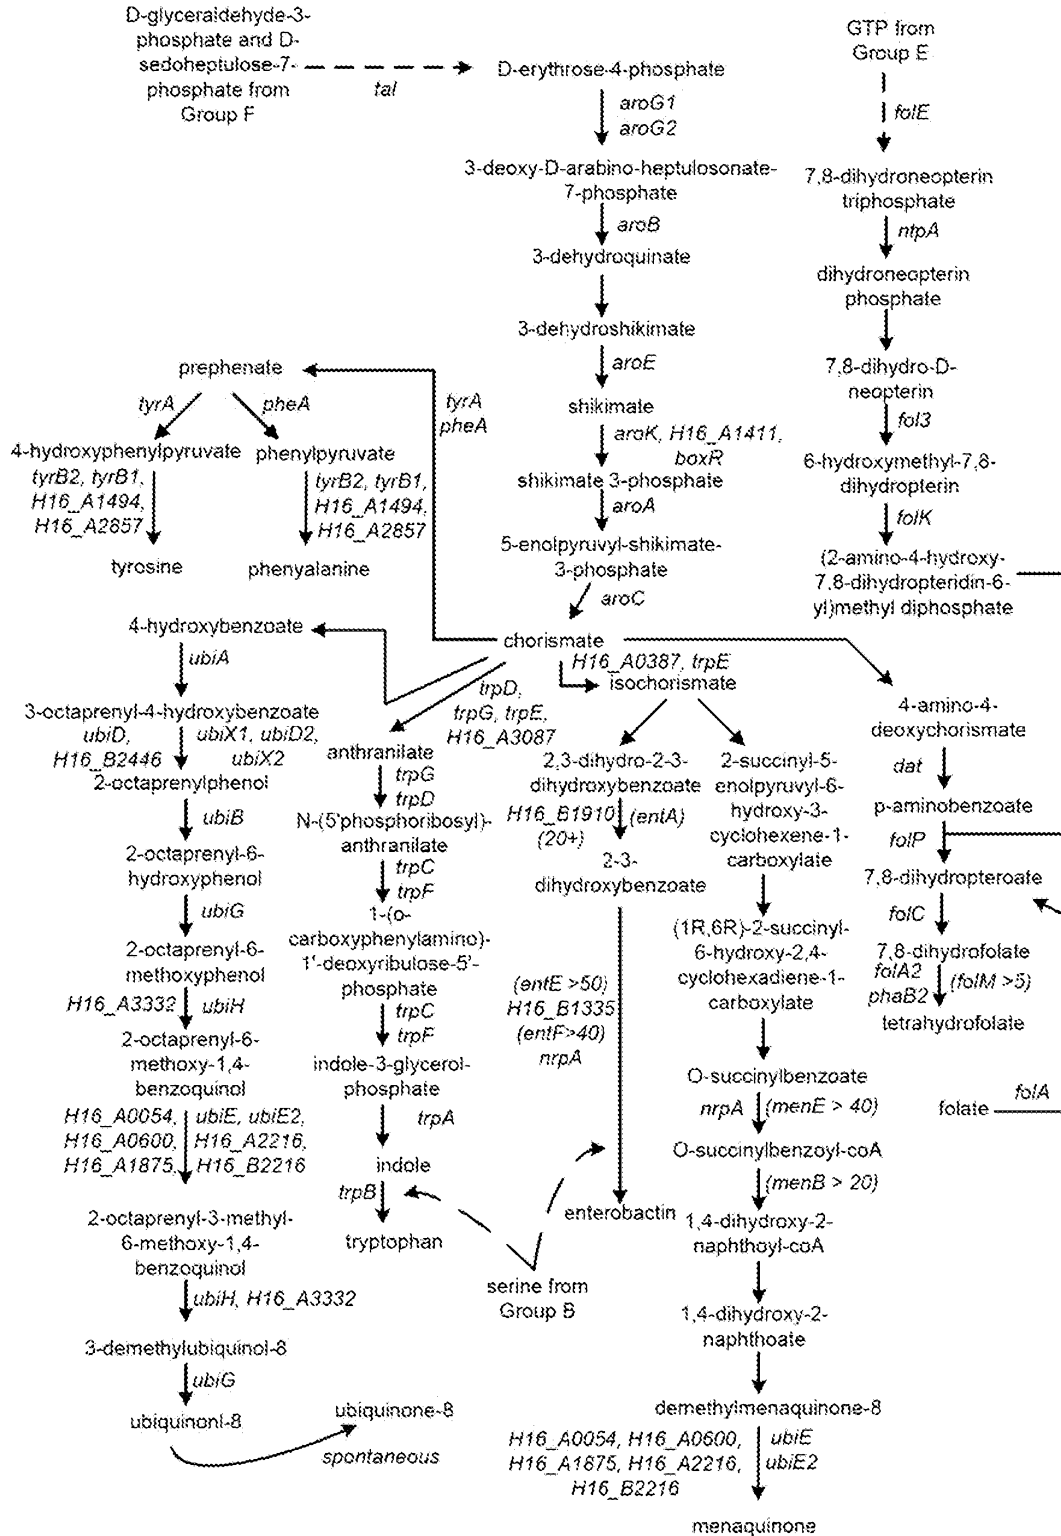 D-glyceraldehyde-3-
phosphate and D-
sedoheptulose-7-
phosphate from
Group F
tal
D-erythrose-4-phosphate
aroG1
aroG2
3-deoxy-D-arabino-heptulosonate-
7-phosphate
aroB
3-dehydroquinate
3-dehydroshikimate
aroE
shikimate
aroK, H16_A1411,
boxR
shikimate 3-phosphate
aroA
5-enolpyruvyl-shikimate-
3-phosphate
aroC
chorismate
GTP from
Group E
folE
7,8-dihydroneopterin
triphosphate
ntpA
dihydroneopterin
phosphate
7,8-dihydro-D-
neopterin
fol3
6-hydroxymethyl-7,8-
dihydropterin
folK
(2-amino-4-hydroxy-
7,8-dihydropteridin-6-
yl)methyl diphosphate
prephenate
tyrA
pheA
tyrA
pheA
4-hydroxyphenylpyruvate
phenylpyruvate
tyrB2, tyrB1,
H16_A1494,
H16_A2857
tyrB2, tyrB1,
H16_A1494,
H16_A2857
tyrosine
phenyalanine
4-hydroxybenzoate
ubiA
3-octaprenyl-4-hydroxybenzoate
ubiD,
H16_B2446
ubiX1, ubiD2,
ubiX2
2-octaprenylphenol
ubiB
2-octaprenyl-6-
hydroxyphenol
ubiG
2-octaprenyl-6-
methoxyphenol
H16_A3332
ubiH
2-octaprenyl-6-
methoxy-1,4-
benzoquinol
H16_A0054,
H16_A0600,
H16_A1875,
ubiE, ubiE2,
H16_A2216,
H16_B2216
2-octaprenyl-3-methyl-
6-methoxy-1,4-
benzoquinol
ubiH, H16_A3332
3-demethylubiquinol-8
ubiG
ubiquinonl-8
ubiquinone-8
spontaneous
trpD,
trpG, trpE,
H16_A3087
anthranilate
trpG
trpD
N-(5'phosphoribosyl)-
anthranilate
trpC
trpF
1-(o-
carboxyphenylamino)-
1'-deoxyribulose-5'-
phosphate
trpC
trpF
indole-3-glycerol-
phosphate
trpA
indole
trpB
tryptophan
serine from
Group B
H16_A0387, trpE
isochorismate
2,3-dihydro-2-3-
dihydroxybenzoate
H16_B1910
(20+)
(entA)
2-3-
dihydroxybenzoate
(entE >50)
H16_B1335
(entF>40)
nrpA
enterobactin
2-succinyl-5-
enolpyruvyl-6-
hydroxy-3-
cyclohexene-1-
carboxylate
(1R,6R)-2-succinyl-
6-hydroxy-2,4-
cyclohexadiene-1-
carboxylate
O-succinylbenzoate
nrpA
(menE > 40)
O-succinylbenzoyl-coA
(menB > 20)
1,4-dihydroxy-2-
naphthoyl-coA
1,4-dihydroxy-2-
naphthoate
demethylmenaquinone-8
H16_A0054, H16_A0600,
H16_A1875, H16_A2216,
H16_B2216
ubiE
ubiE2
menaquinone
4-amino-4-
deoxychorismate
dat
p-aminobenzoate
folP
7,8-dihydropteroate
folC
7,8-dihydrofolate
folA2
phaB2
(folM >5)
tetrahydrofolate
folate
folA